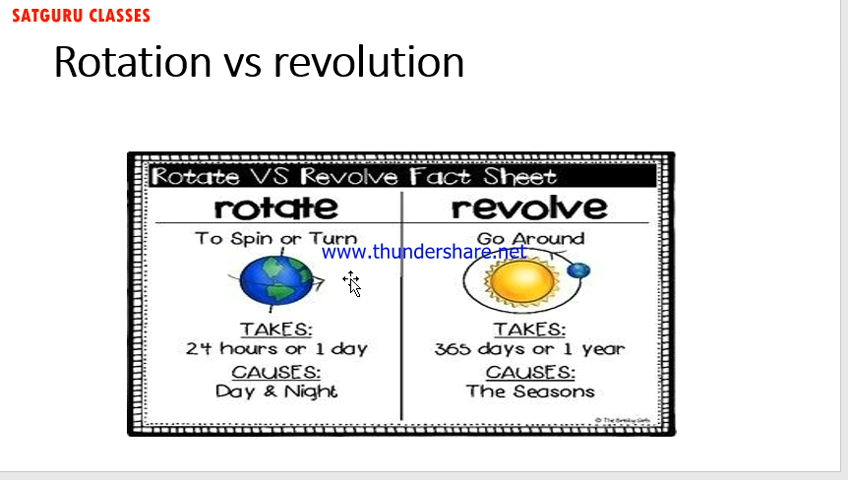 SATGURU CLASSES
Rotation vs revolution
Rotate VS Revolve Fact Sheet
rotate
To Spin or Turn
TAKES:
24 hours or 1 day
CAUSES:
Day & Night
revolve
Go Around
TAKES:
365 days or 1 year
CAUSES:
The Seasons
www.thundershare.net